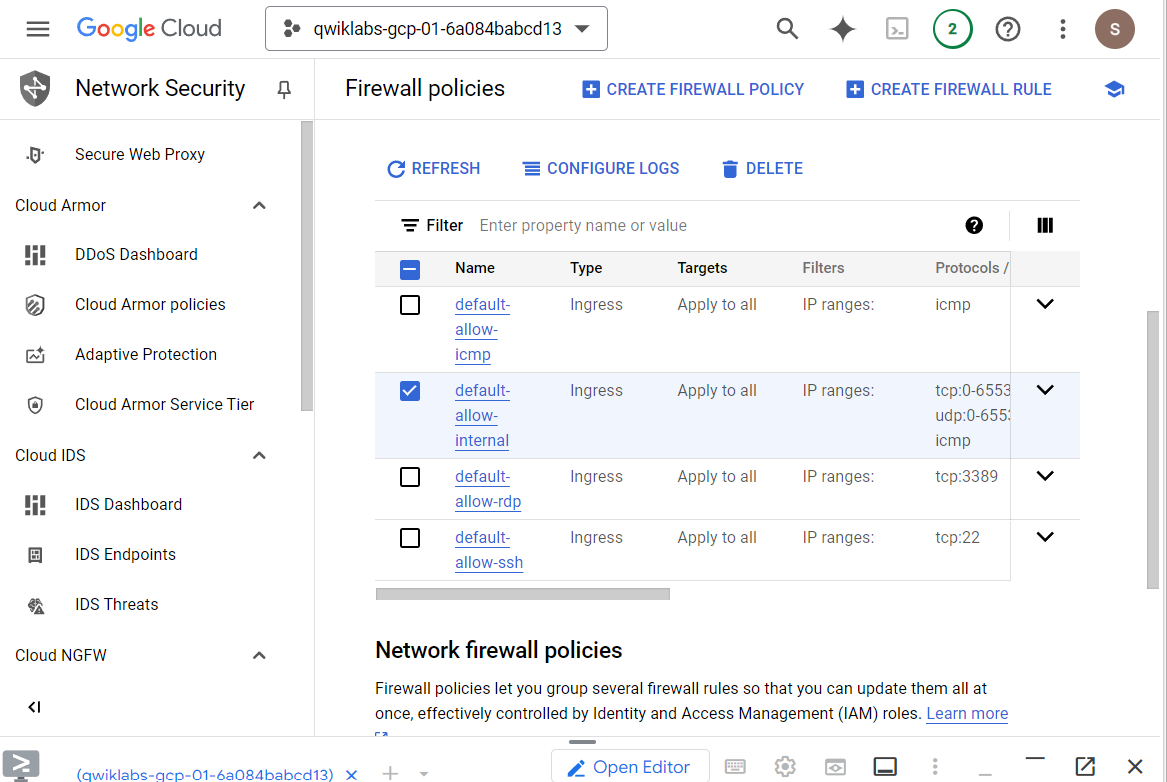 Google Cloud
qwiklabs-gcp-01-6a084babcd13
2
S
Network Security
Firewall policies
CREATE FIREWALL POLICY
CREATE FIREWALL RULE
Secure Web Proxy
Cloud Armor
DDoS Dashboard
Cloud Armor policies
Adaptive Protection
Cloud Armor Service Tier
Cloud IDS
IDS Dashboard
IDS Endpoints
IDS Threats
Cloud NGFW
REFRESH
CONFIGURE LOGS
DELETE
Filter Enter property name or value
Name Type Targets Filters Protocols /
default- Ingress Apply to all IP ranges: icmp
allow-
icmp
default- Ingress Apply to all IP ranges: tcp:0-6553
allow- udp:0-655
internal icmp
default- Ingress Apply to all IP ranges: tcp:3389
allow-rdp
default- Ingress Apply to all IP ranges: tcp:22
allow-ssh
Network firewall policies
Firewall policies let you group several firewall rules so that you can update them all at
once, effectively controlled by Identity and Access Management (IAM) roles. Learn more
(qwiklabs-gcp-01-6a084babcd13)
Open Editor